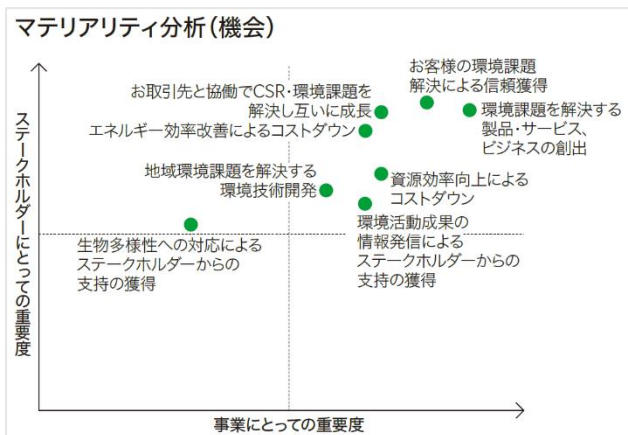 マテリアリティ分析(機会)
ステークホルダーにとっての重要度
お客様の環境課題
解決による信頼獲得
お取引先と協働でCSR・環境課題を
解決し互いに成長
環境課題を解決する
製品・サービス、
ビジネスの創出
エネルギー効率改善によるコストダウン
地域環境課題を解決する
環境技術開発
資源効率向上による
コストダウン
環境活動成果の
情報発信による
ステークホルダーからの
支持の獲得
生物多様性への対応による
ステークホルダーからの
支持の獲得
事業にとっての重要度